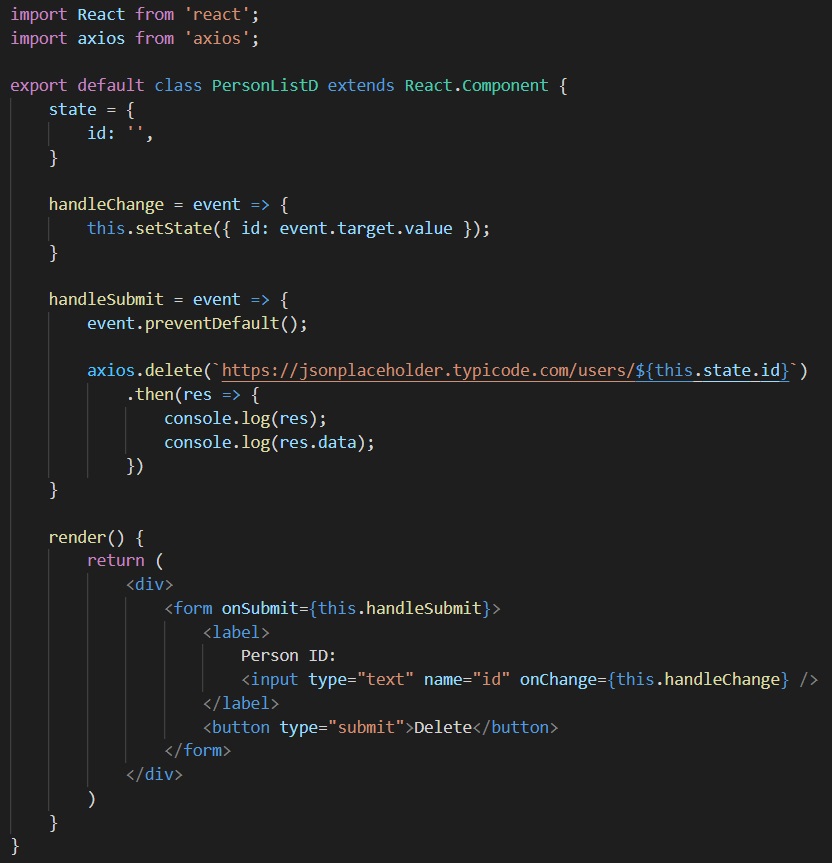 import React from 'react';
import axios from 'axios';

export default class PersonListD extends React.Component {
    state = {
        id: '',
    }

    handleChange = event => {
        this.setState({ id: event.target.value });
    }

    handleSubmit = event => {
        event.preventDefault();

        axios.delete(`https://jsonplaceholder.typicode.com/users/${this.state.id}`)
            .then(res => {
                console.log(res);
                console.log(res.data);
            })
    }

    render() {
        return (
            <div>
                <form onSubmit={this.handleSubmit}>
                    <label>
                        Person ID:
                        <input type="text" name="id" onChange={this.handleChange} />
                    </label>
                    <button type="submit">Delete</button>
                </form>
            </div>
        )
    }
}